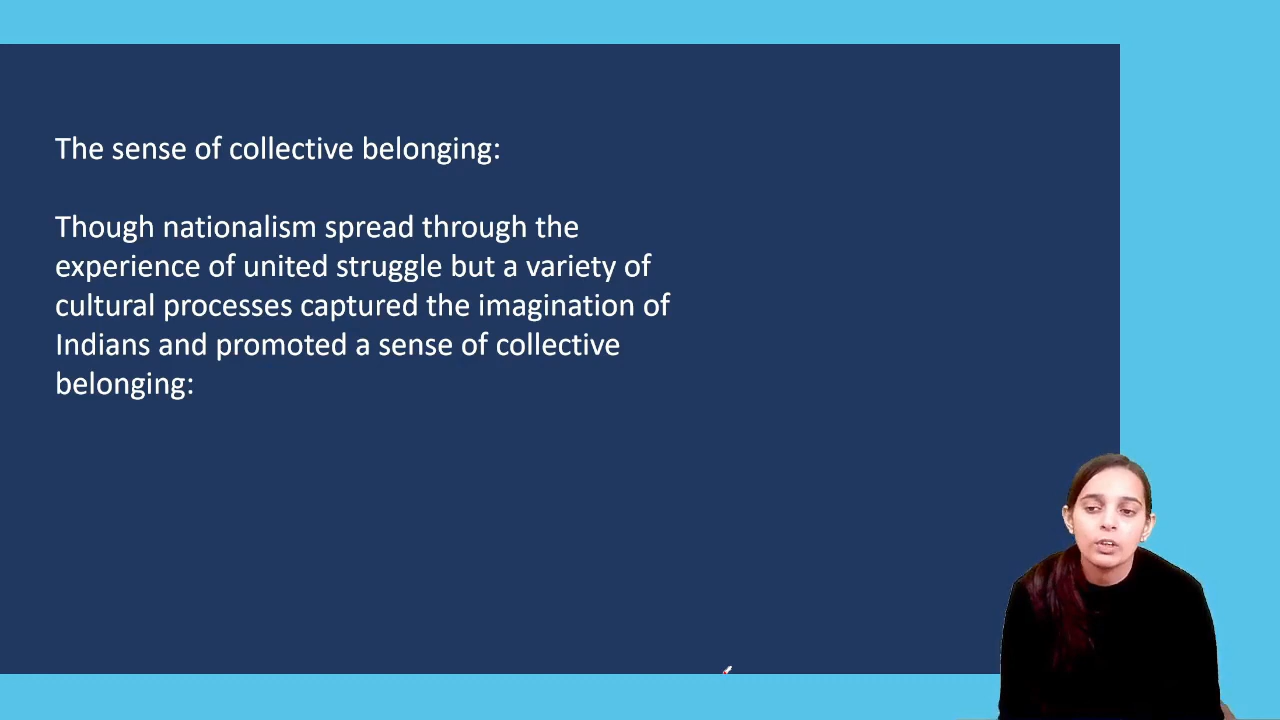 The sense of collective belonging:
Though nationalism spread through the
experience of united struggle but a variety of
cultural processes captured the imagination of
Indians and promoted a sense of collective
belonging: